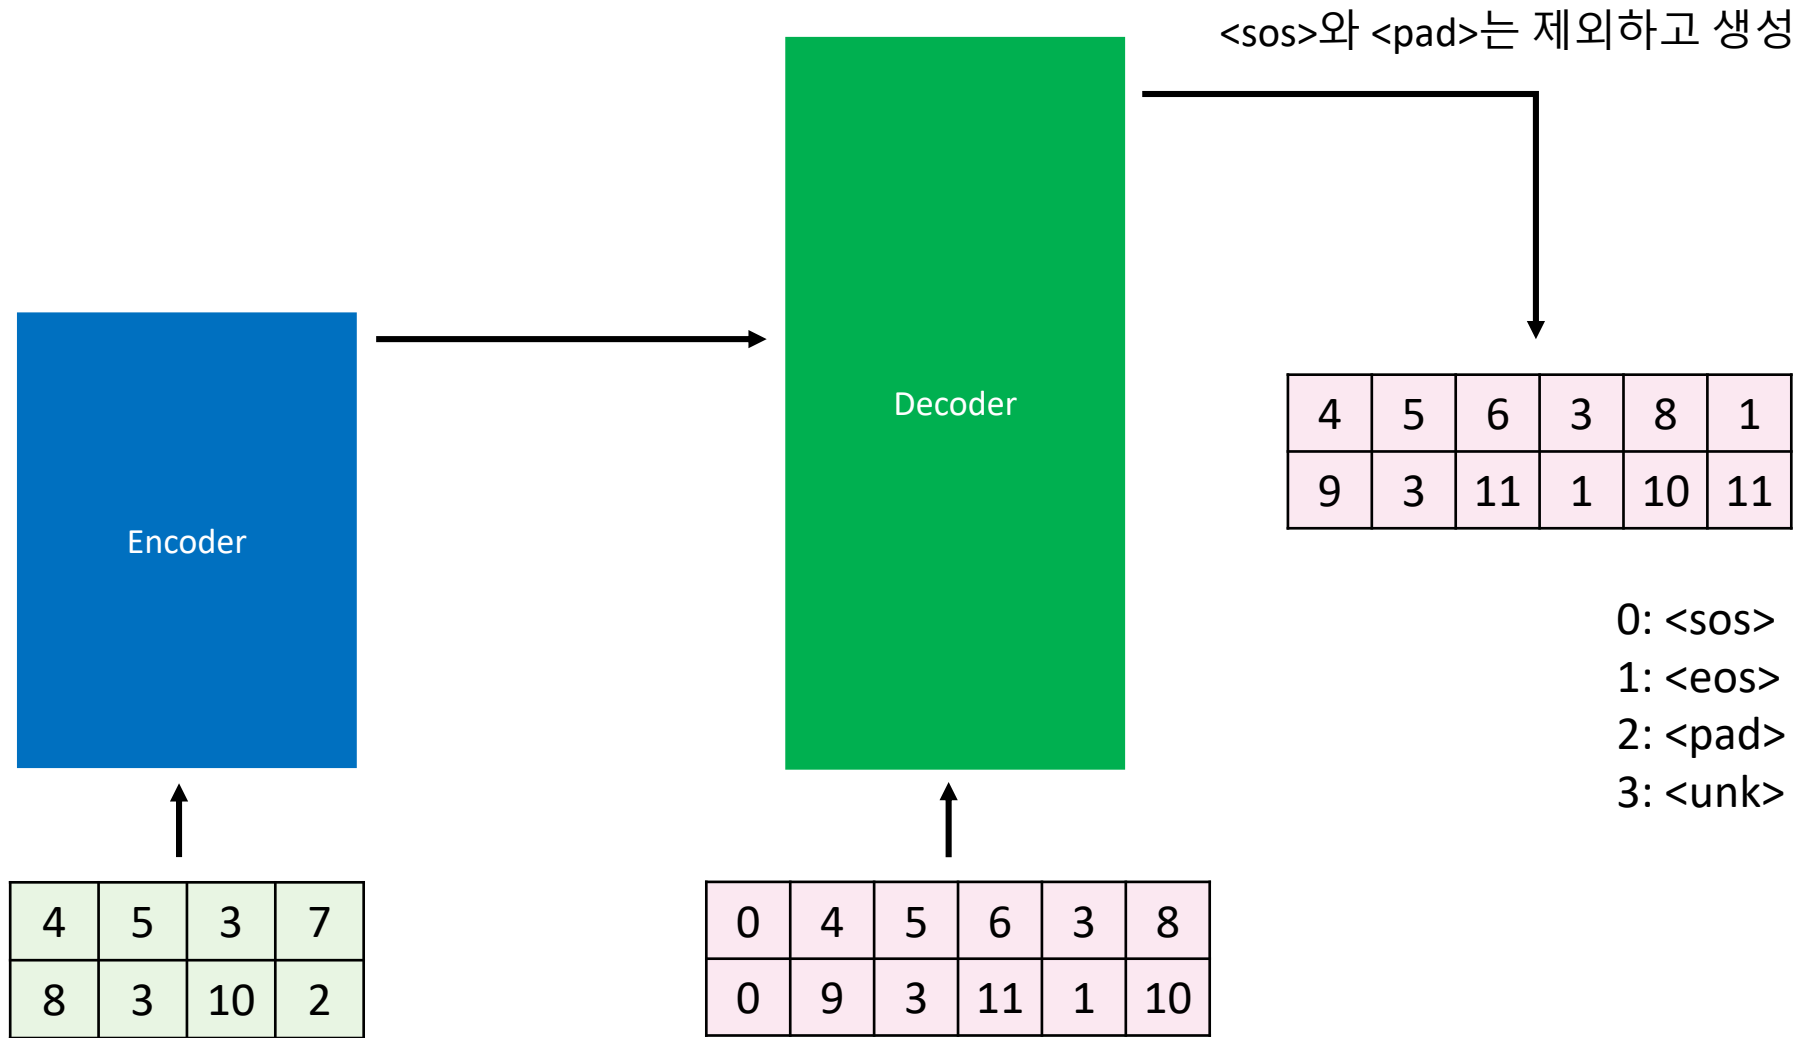 <sos>와 <pad>는 제외하고 생성
Decoder
Encoder
4 5 6 3 8 1
9 3 11 1 10 11
0: <sos>
1: <eos>
2: <pad>
3: <unk>
4 5 3 7
8 3 10 2
0 4 5 6 3 8
0 9 3 11 1 10